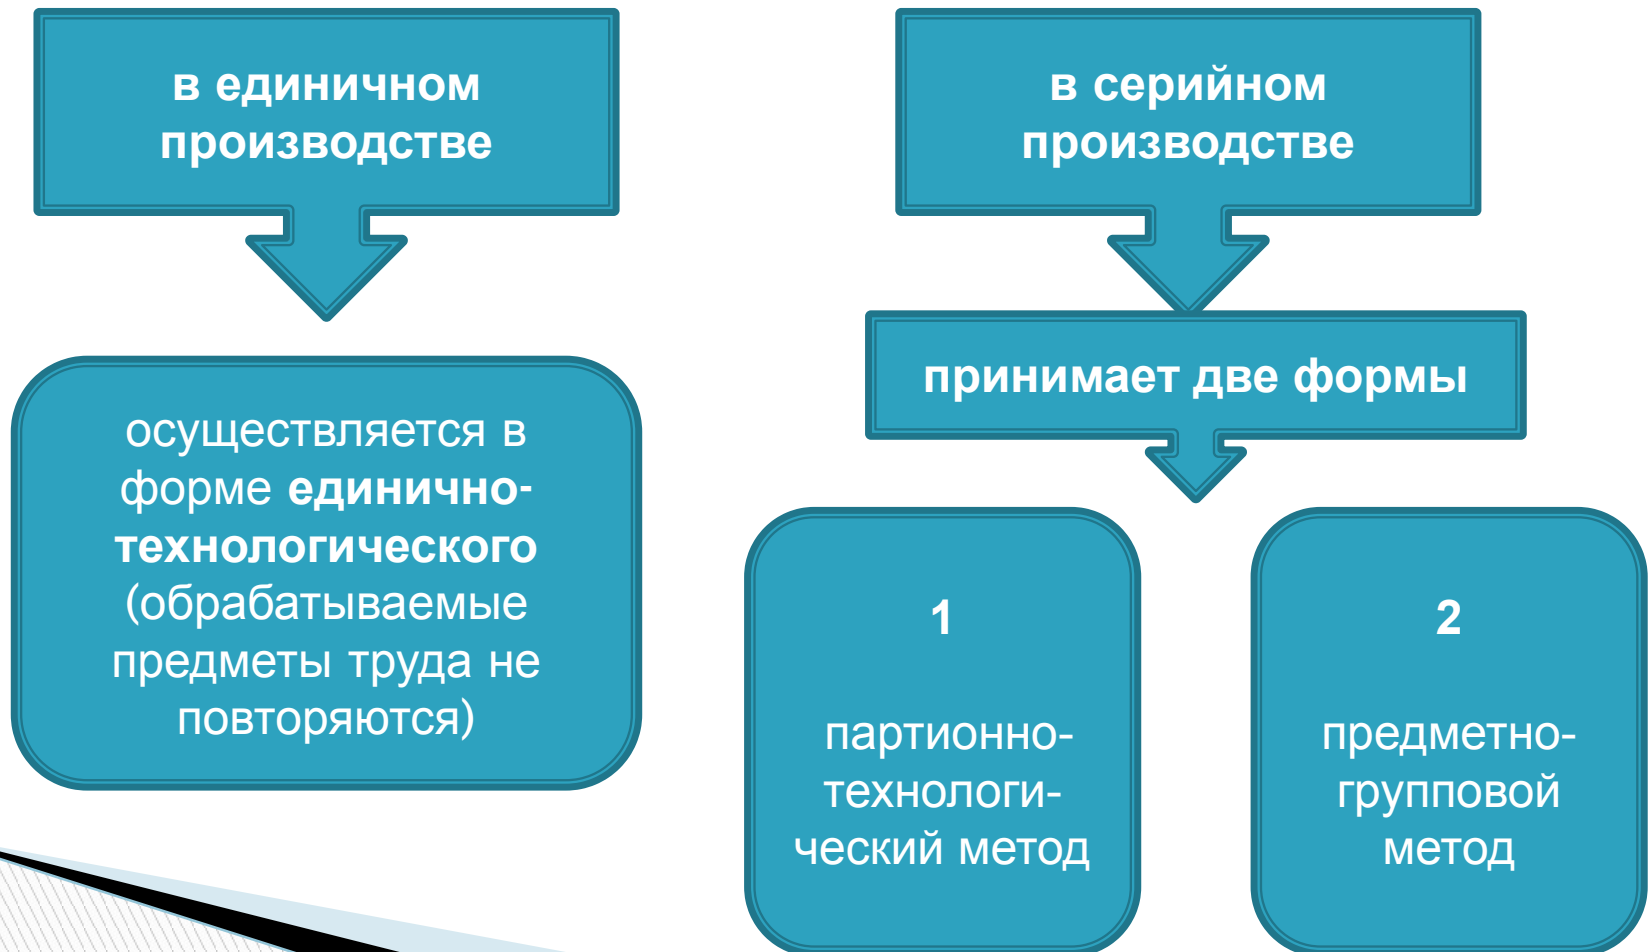 в единичном
производстве
осуществляется в
форме единично-
технологического
(обрабатываемые
предметы труда не
повторяются)
в серийном
производстве
принимает две формы
1
партионно-
технологи-
ческий метод
2
предметно-
групповой
метод